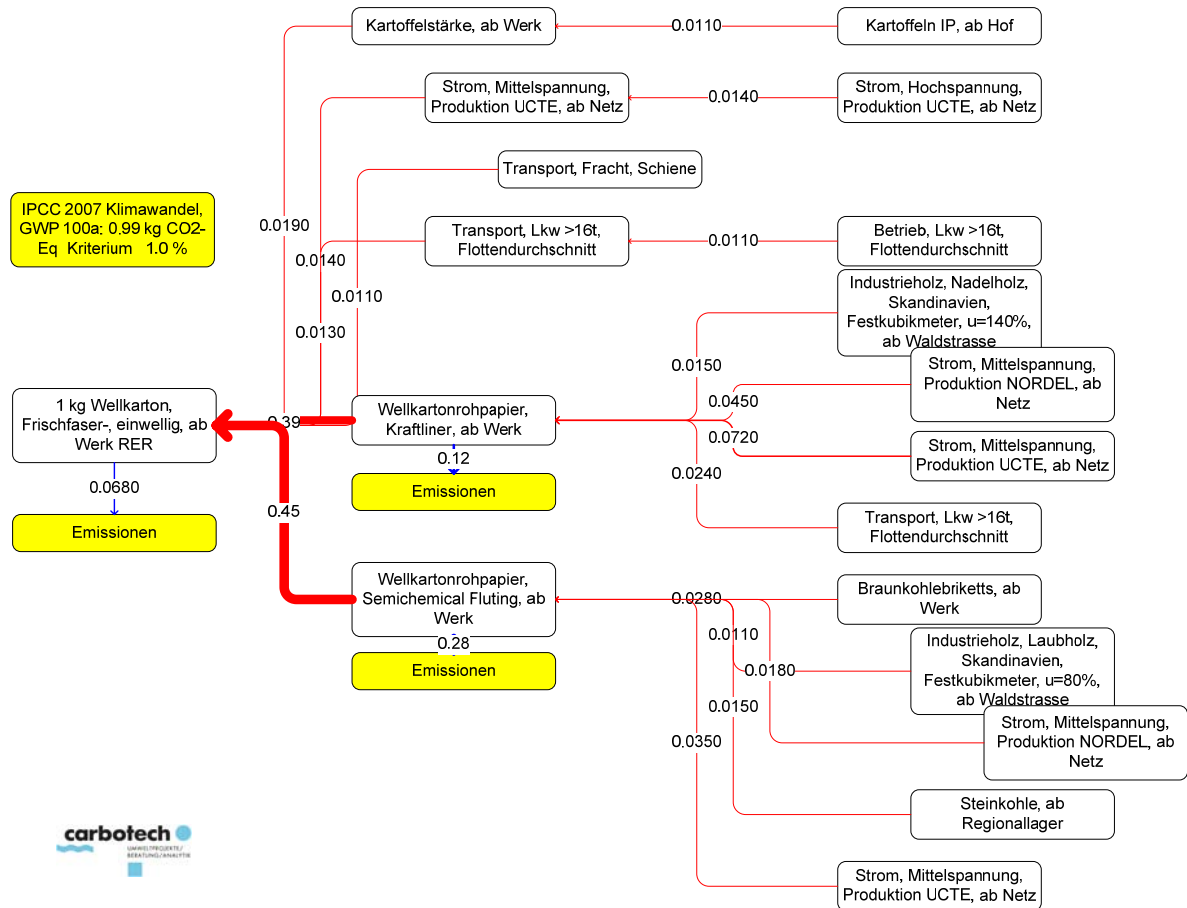 Kartoffelstärke, ab Werk
0.0110
Kartoffeln IP, ab Hof
Strom, Mittelspannung,
Produktion UCTE, ab Netz
0.0140
Strom, Hochspannung,
Produktion UCTE, ab Netz
Transport, Fracht, Schiene
IPCC 2007 Klimawandel,
GWP 100a: 0,99 kg CO2-
Eq Kriterium 1.0 %
0.0190
Transport, Lkw >16t,
Flottendurchschnitt
0.0110
Betrieb, Lkw >16t,
Flottendurchschnitt
0.0140
0.0110
0.0130
Industrieholz, Nadelholz,
Skandinavien,
Festkubikmeter, u=140%,
ab Waldstrasse
0.0150
Strom, Mittelspannung,
Produktion NORDEL, ab
Netz
0.0450
1 kg Wellkarton,
Frischfaser-, einwellig, ab
Werk RER
0.39
Wellkartonrohpapier,
Kraftliner, ab Werk
0.0720
Strom, Mittelspannung,
Produktion UCTE, ab Netz
0.0240
0.12
Emissionen
0.0680
Emissionen
0.45
Transport, Lkw >16t,
Flottendurchschnitt
Wellkartonrohpapier,
Semichemical Fluting, ab
Werk
0.28
Emissionen
0.0280
Braunkohlebriketts, ab
Werk
0.0110
Industrieholz, Laubholz,
Skandinavien,
Festkubikmeter, u=80%,
ab Waldstrasse
0.0180
0.0150
Strom, Mittelspannung,
Produktion NORDEL, ab
Netz
0.0350
Steinkohle, ab
Regionallager
Strom, Mittelspannung,
Produktion UCTE, ab Netz
carbotech
UMWELTPROJEKTE/
BERATUNG/ANALYTIK